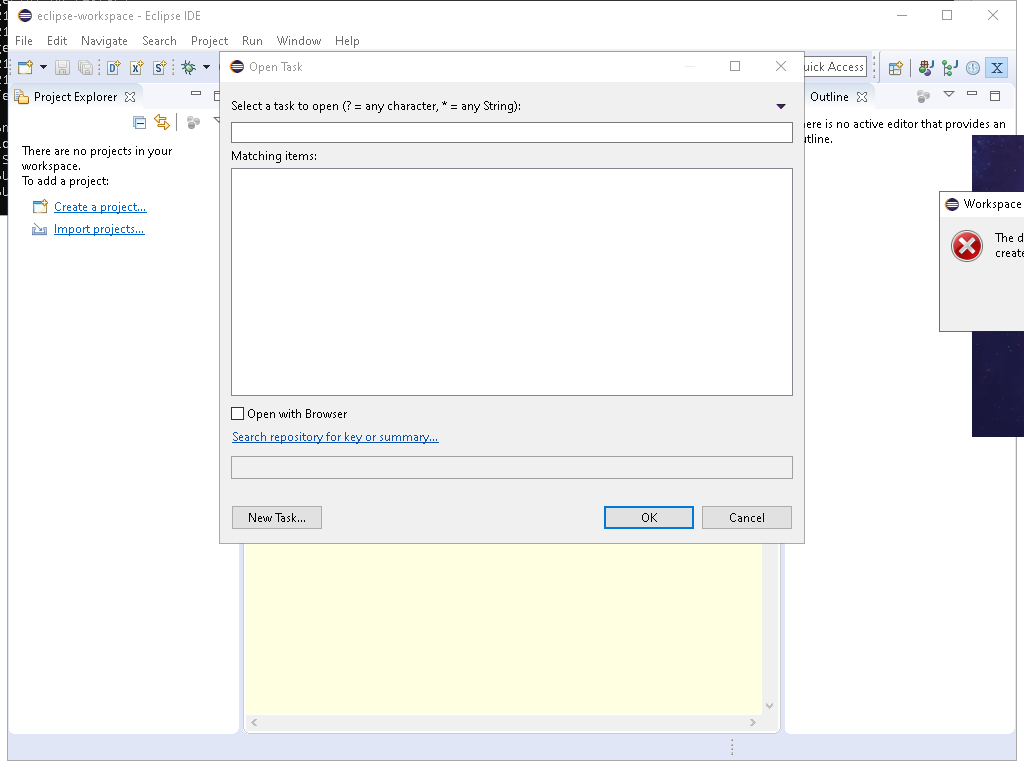 eclipse-workspace - Eclipse IDE
File Edit Navigate Search Project Run Window Help
Open Task
uick Access
Project Explorer
Select a task to open (? = any character, * = any String):
Outline
Matching items:
There are no projects in your
workspace.
To add a project:
Create a project...
Import projects...
ere is no active editor that provides an
utline.
Workspace
The d
create
Open with Browser
Search repository for key or summary...
New Task...
OK
Cancel